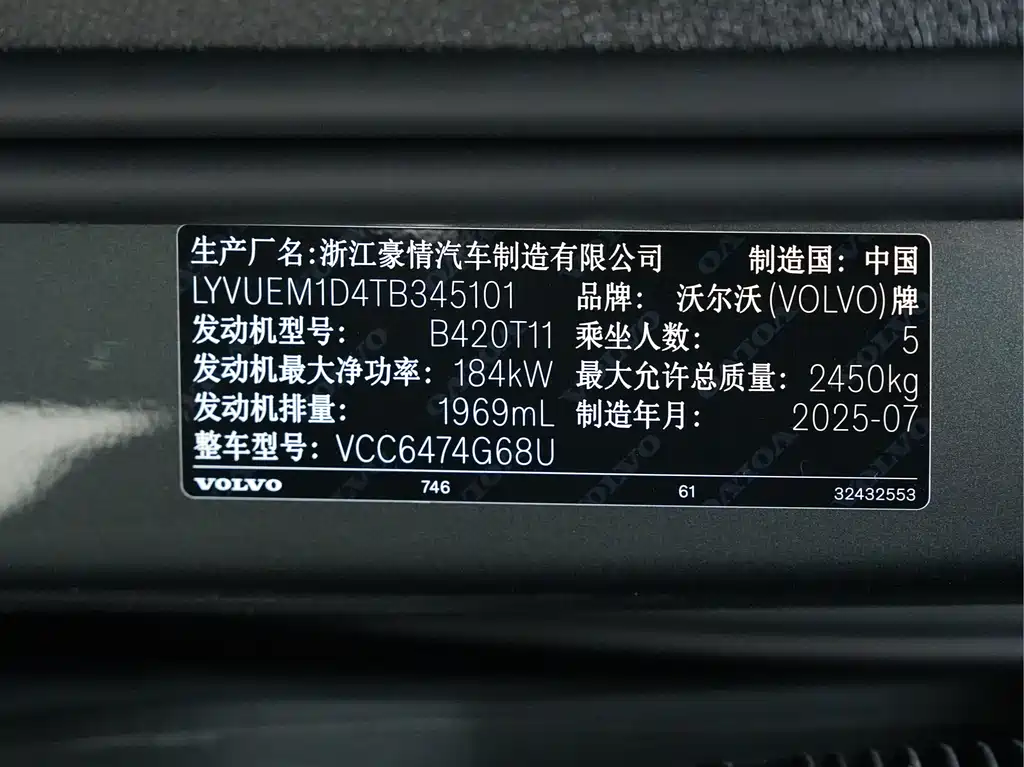 生产厂名:浙江豪情汽车制造有限公司 制造国: 中国
LYVUEM1D4TB345101 品牌: 沃尔沃(VOLVO)牌
发动机型号: B420T11 乘坐人数: 5
发动机最大净功率: 184kW 最大允许总质量: 2450kg
发动机排量: 1969mL 制造年月: 2025-07
整车型号: VCC6474G68U
VOLVO 746 61 32432553